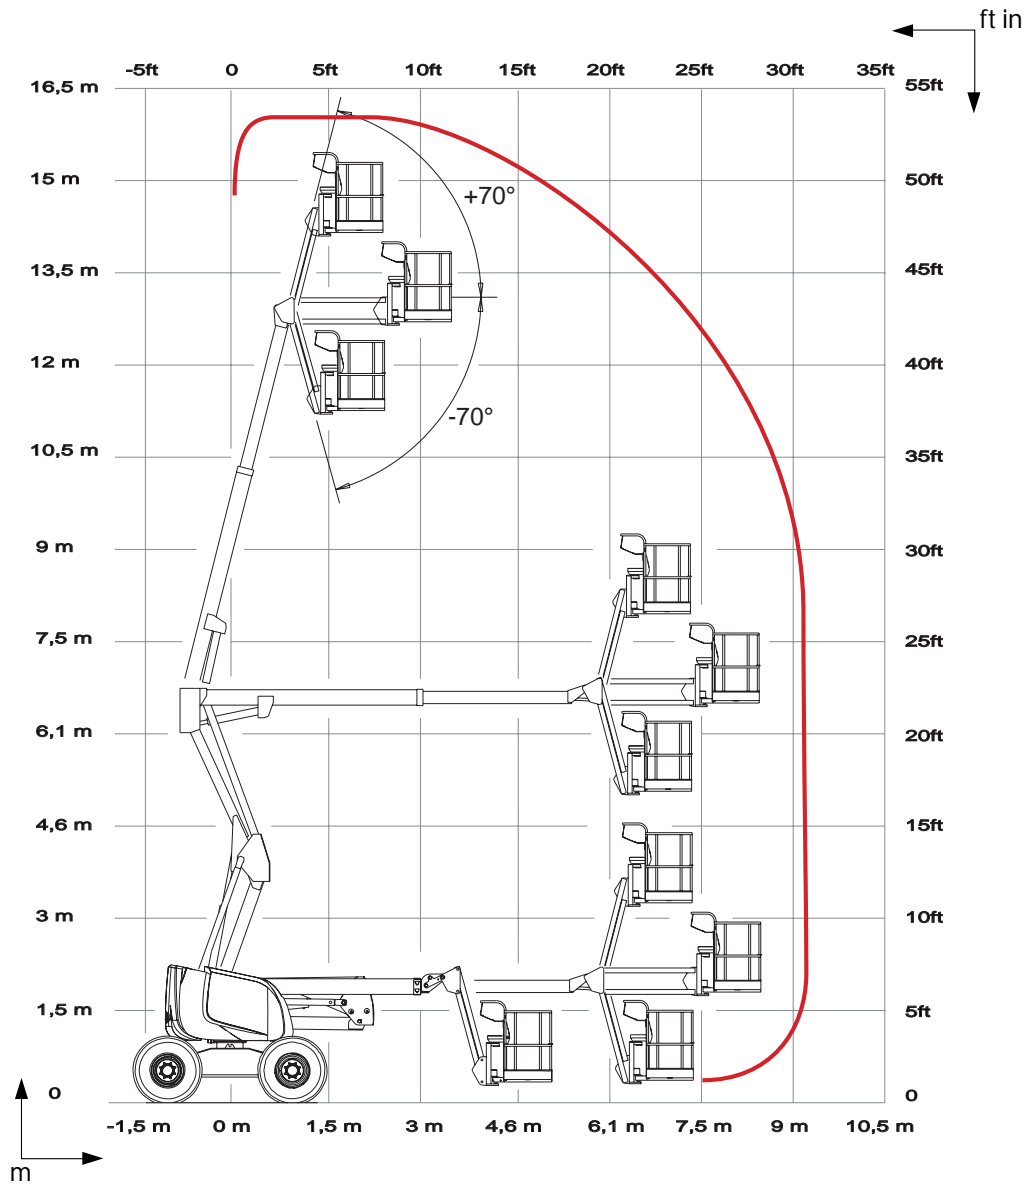 ft in
-5ft 0 5ft 10ft 15ft 20ft 25ft 30ft 35ft
16,5 m 55ft
15 m 50ft
+70°
13,5 m 45ft
12 m 40ft
-70°
10,5 m 35ft
9 m 30ft
7,5 m 25ft
6,1 m 20ft
4,6 m 15ft
3 m 10ft
1,5 m 5ft
0 0
-1,5 m 0 m 1,5 m 3 m 4,6 m 6,1 m 7,5 m 9 m 10,5 m
m